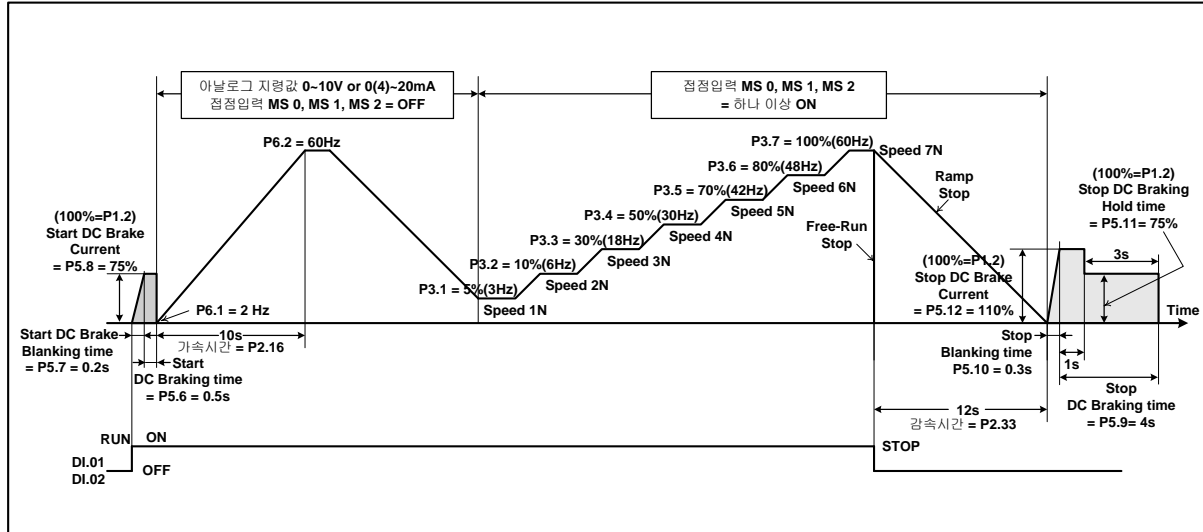 아날로그 지령값 0~10V or 0(4)~20mA
접점입력 MS 0, MS 1, MS 2 = OFF
접점입력 MS 0, MS 1, MS 2
= 하나 이상 ON
P6.2 = 60Hz
P3.7 = 100%(60Hz)
Speed 7N
P3.6 = 80%(48Hz)
Speed 6N
P3.5 = 70%(42Hz)
Speed 5N
P3.4 = 50%(30Hz)
Speed 4N
P3.3 = 30%(18Hz)
Speed 3N
P3.2 = 10%(6Hz)
Speed 2N
P3.1 = 5%(3Hz)
Speed 1N
Ramp
Stop
Free-Run
Stop
(100%=P1.2)
Start DC Brake
Current
= P5.8 = 75%
P6.1 = 2 Hz
(100%=P1.2)
Stop DC Braking
Hold time
= P5.11= 75%
(100%=P1.2)
Stop DC Brake
Current
= P5.12 = 110%
3s
Time
Start DC Brake
Blanking time
= P5.7 = 0.2s
10s
가속시간 = P2.16
Start
DC Braking time
= P5.6 = 0.5s
Stop
Blanking time
P5.10 = 0.3s
1s
Stop
DC Braking time
= P5.9= 4s
12s
감속시간 = P2.33
RUN
ON
STOP
DI.01
DI.02
OFF